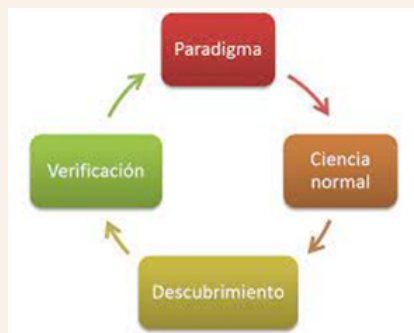 Paradigma
Ciencia
normal
Descubrimiento
Verificación